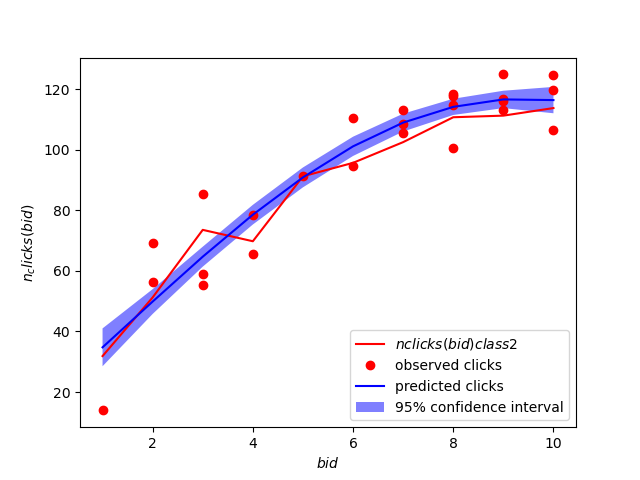 120
100
80
60
40
20
n_clicks(bid)
nclicks(bid)class2
observed clicks
predicted clicks
95% confidence interval
2
4
6
8
10
bid